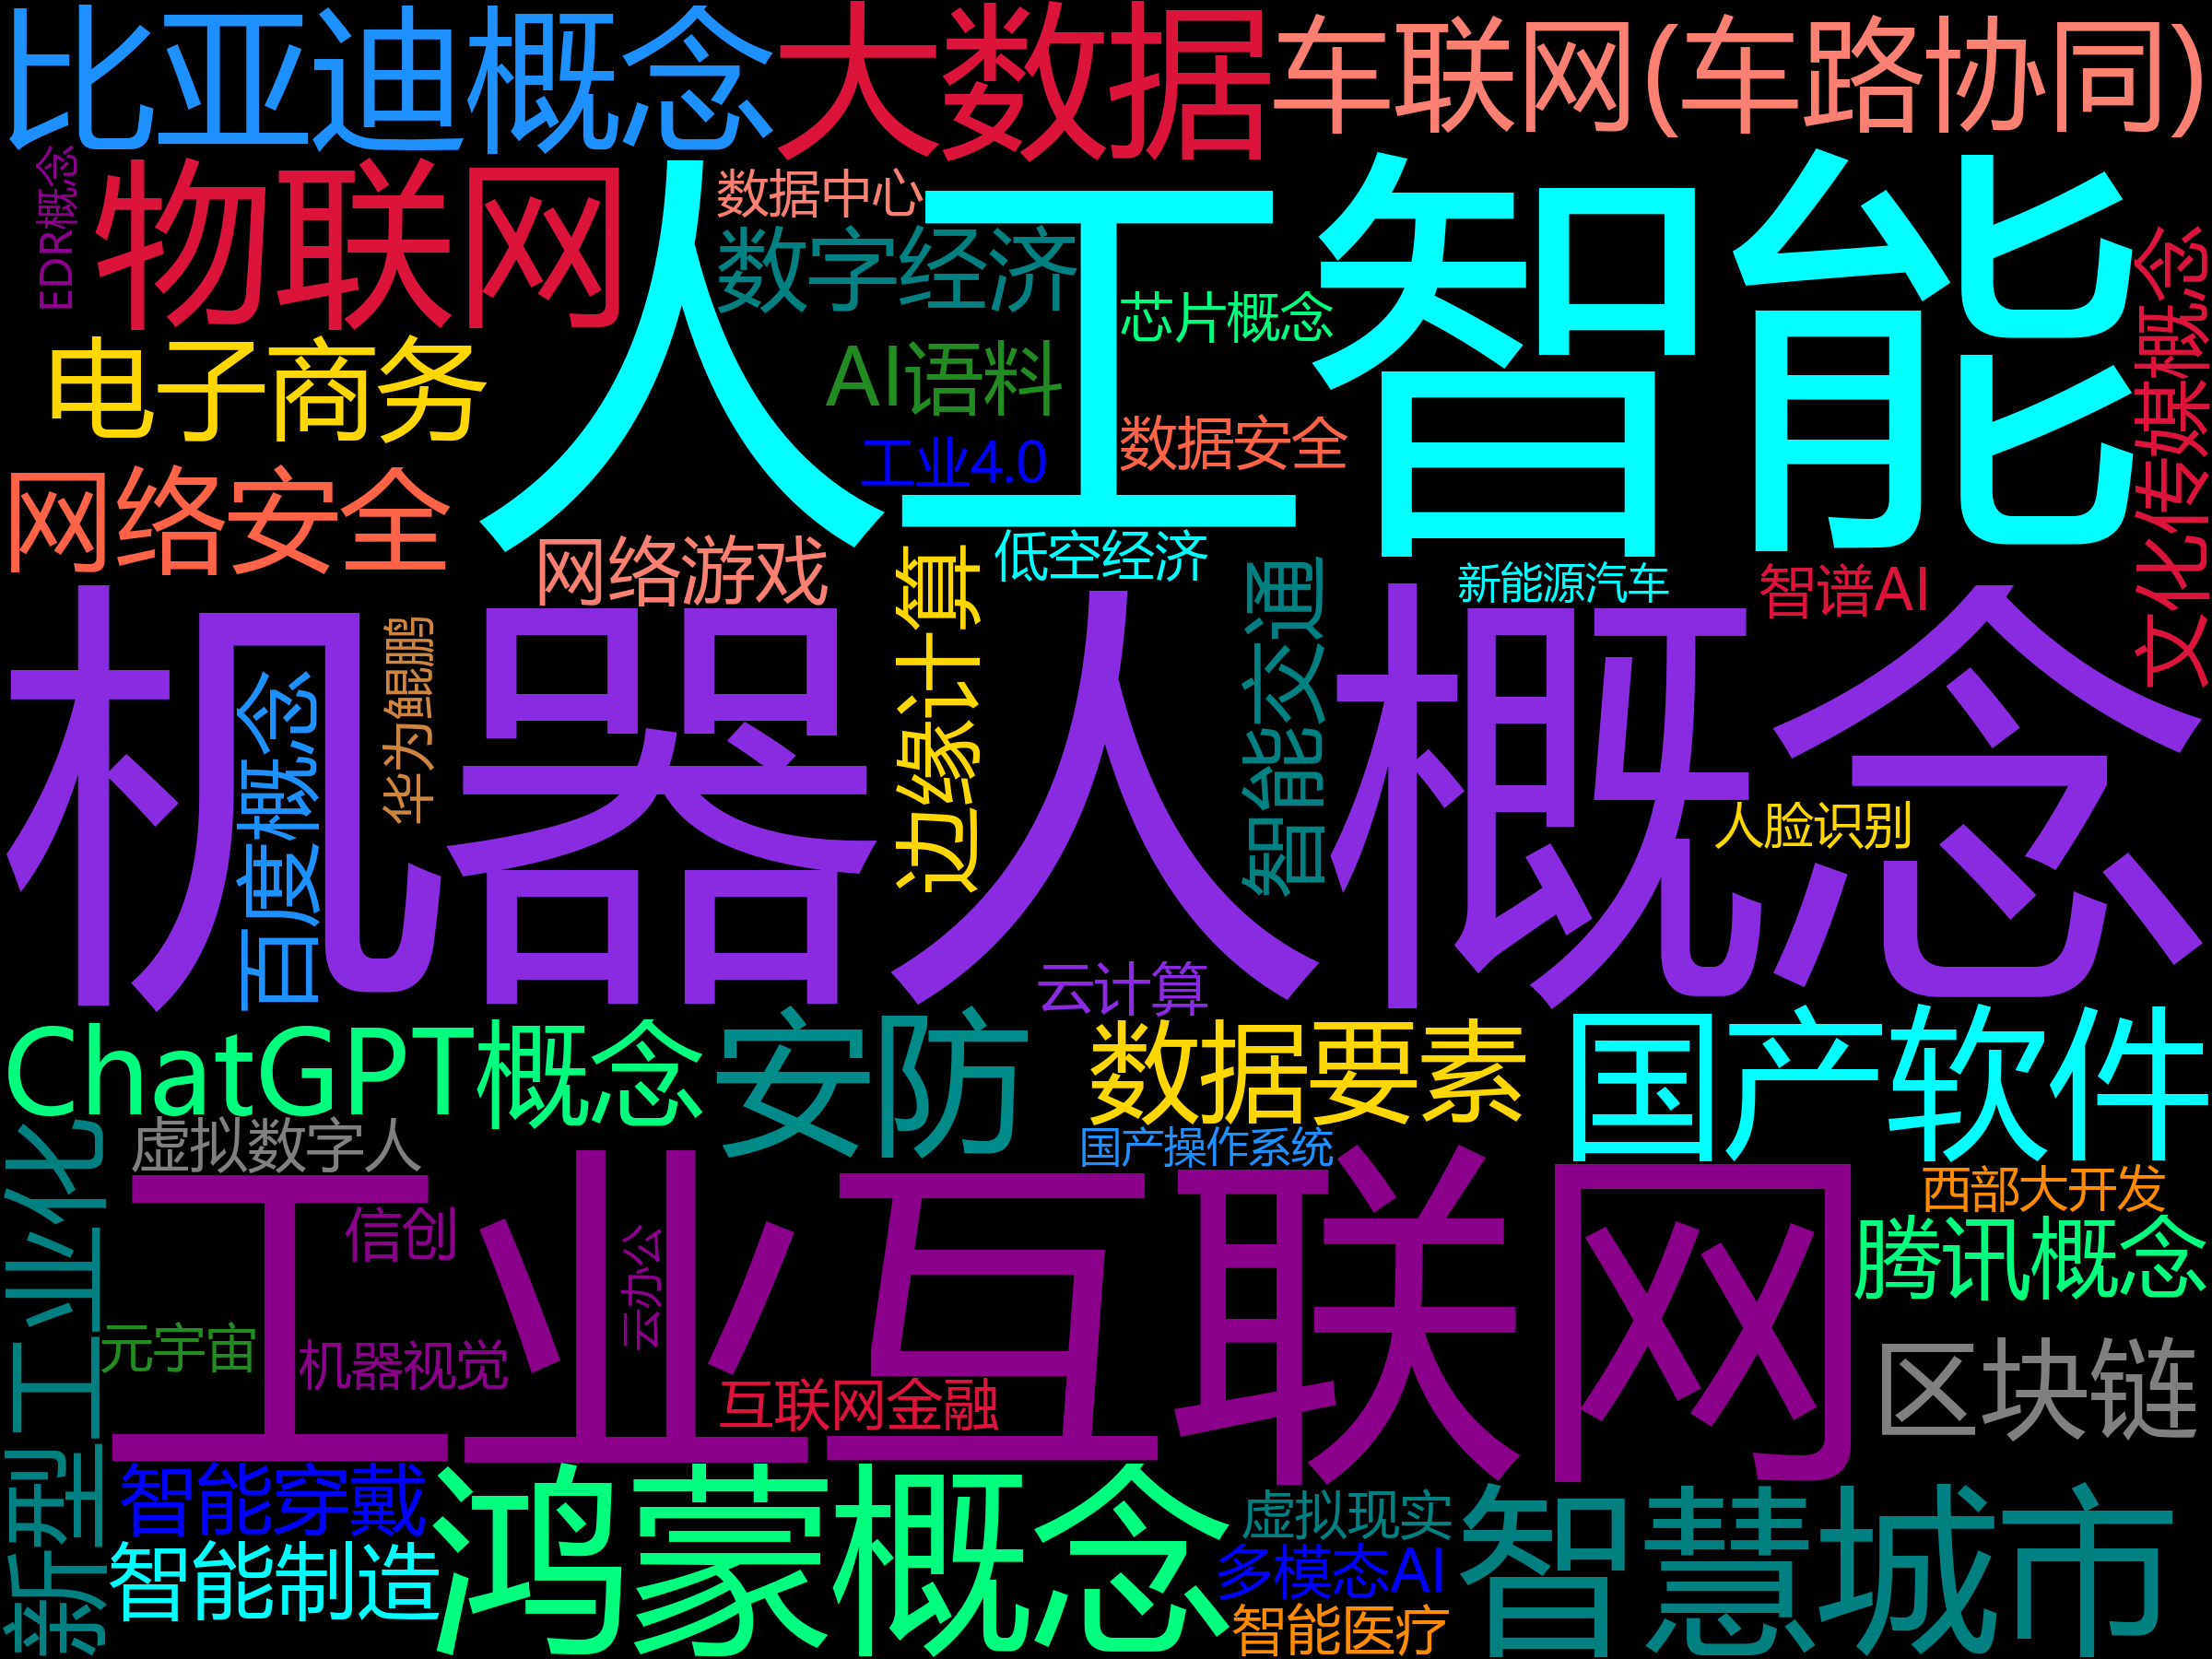 比亚迪概念
大数据
车联网(车路协同)
EDR概念
物联网
人工智能
数据中心
数字经济
芯片概念
文化传媒概念
电子商务
AI语料
数据安全
工业4.0
网络安全
网络游戏
低空经济
新能源汽车
智谱AI
边缘计算
智能交通
机器人概念
华为鲲鹏
百度概念
人脸识别
云计算
ChatGPT概念
安防
数据要素
国产软件
虚拟数字人
国产操作系统
新型工业化
工业互联网
西部大开发
信创
云办公
腾讯概念
元宇宙
机器视觉
互联网金融
区块链
智能穿戴
鸿蒙概念
虚拟现实
智慧城市
智能制造
多模态AI
智能医疗